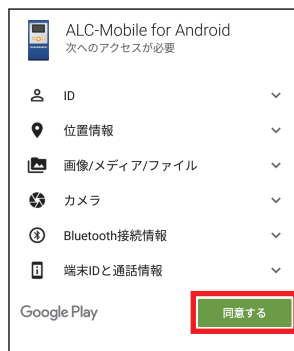 ALC-Mobile for Android
次へのアクセスが必要
ID
位置情報
画像/メディア/ファイル
カメラ
Bluetooth接続情報
端末IDと通話情報
Google Play
同意する